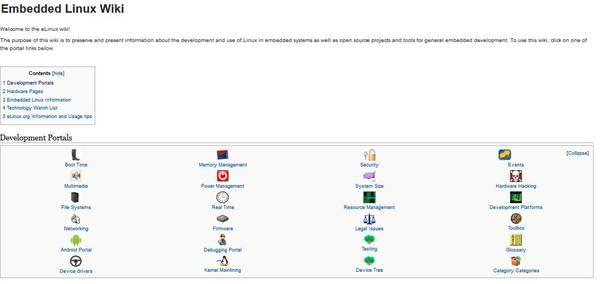 Embedded Linux Wiki
Welcome to the eLinux wiki!
The purpose of this wiki is to preserve and present information about the development and use of Linux in embedded systems as well as open source projects and tools for general embedded development. To use this wiki, click on one of
the portal links below.
Contents [hide]
1 Development Portals
2 Hardware Pages
3 Embedded Linux Information
4 Technology Watch List
5 eLinux.org Information and Usage tips
Development Portals
[Collapse]
Boot Time Memory Management Security Events
Multimedia Power Management System Size Hardware Hacking
File Systems Real Time Resource Management Development Platforms
Networking Firmware Legal Issues Toolbox
Android Portal Debugging Portal Testing Glossary
Device drivers Kernel Mainlining Device Tree Category Categories